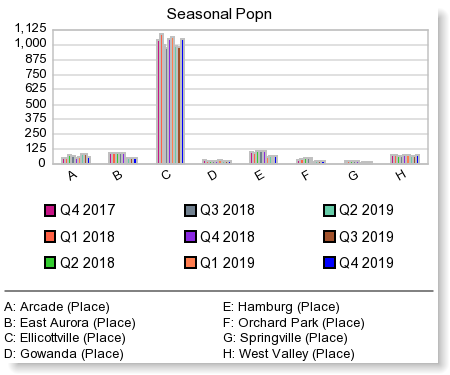 Seasonal Popn
1,125
1,000
875
750
625
500
375
250
125
0
A B C D E F G H
Q4 2017 Q3 2018 Q2 2019
Q1 2018 Q4 2018 Q3 2019
Q2 2018 Q1 2019 Q4 2019
A: Arcade (Place) E: Hamburg (Place)
B: East Aurora (Place) F: Orchard Park (Place)
C: Ellicottville (Place) G: Springville (Place)
D: Gowanda (Place) H: West Valley (Place)